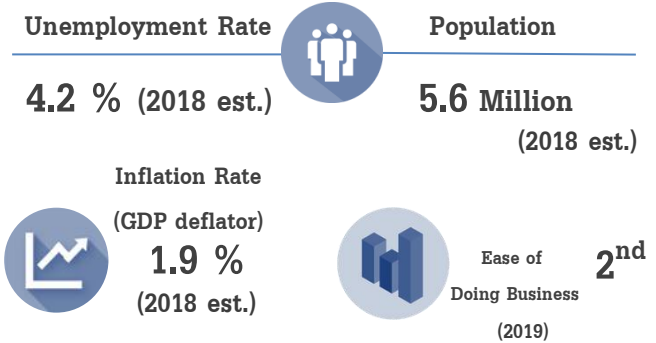 Unemployment Rate
Population
4.2 % (2018 est.)
5.6 Million
(2018 est.)
Inflation Rate
(GDP deflator)
1.9 %
(2018 est.)
Ease of
Doing Business
(2019)
2nd